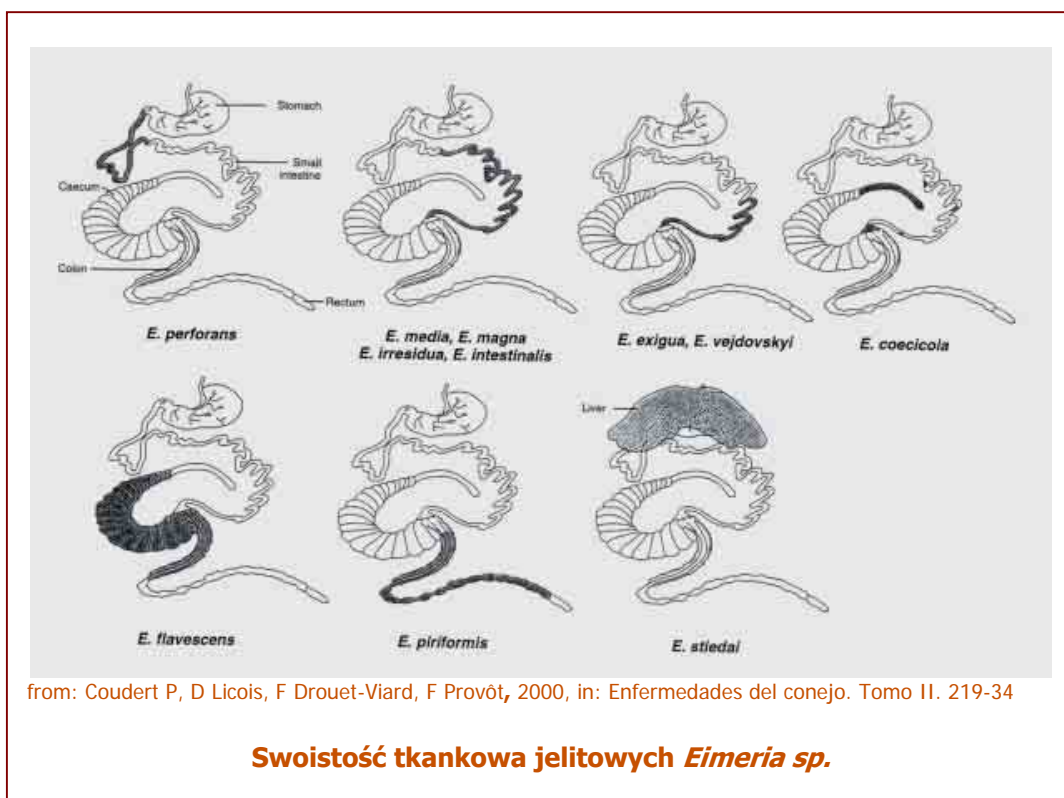 Stomach
Small
intestine
Caecum
Colon
Rectum
E. perforans
E. media, E. magna
E. irresidua, E. intestinalis
E. exigua, E. vejdovskyi
E. coecicola
Liver
E. flavescens
E. piriformis
E. stiedai
from: Coudert P, D Licois, F Drouet-Viard, F Provôt, 2000, in: Enfermedades del conejo. Tomo II. 219-34
Swoistość tkankowa jelitowych Eimeria sp.